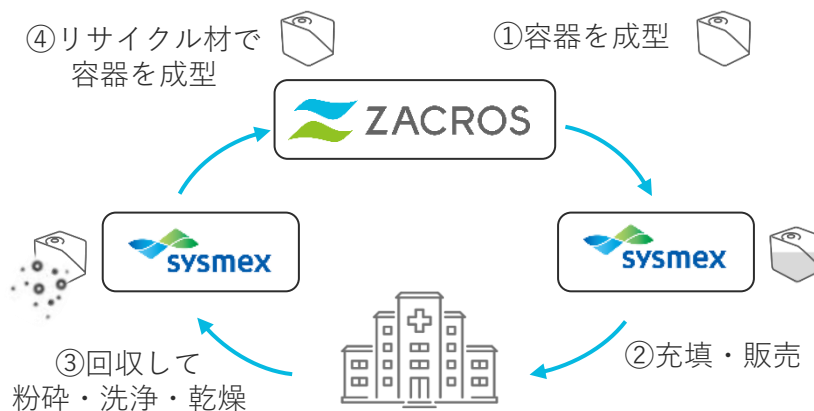 ④リサイクル材で
容器を成型
①容器を成型
ZACROS
sysmex
sysmex
③回収して
粉砕・洗浄・乾燥
②充填・販売